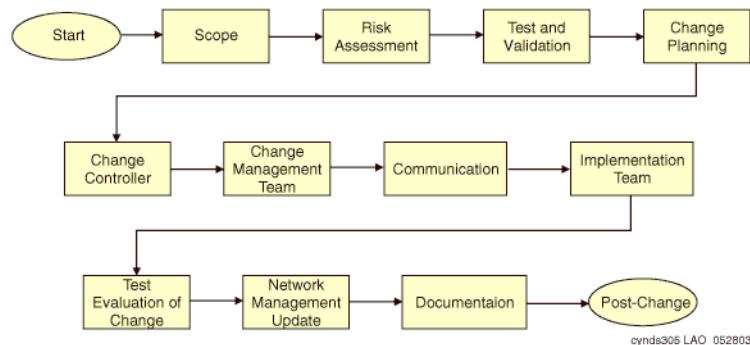 Start
Scope
Risk
Assessment
Test and
Validation
Change
Planning
Change
Controller
Change
Management
Team
Communication
Implementation
Team
Test
Evaluation of
Change
Network
Management
Update
Documentaion
Post-Change
cynds305 LAO 052803